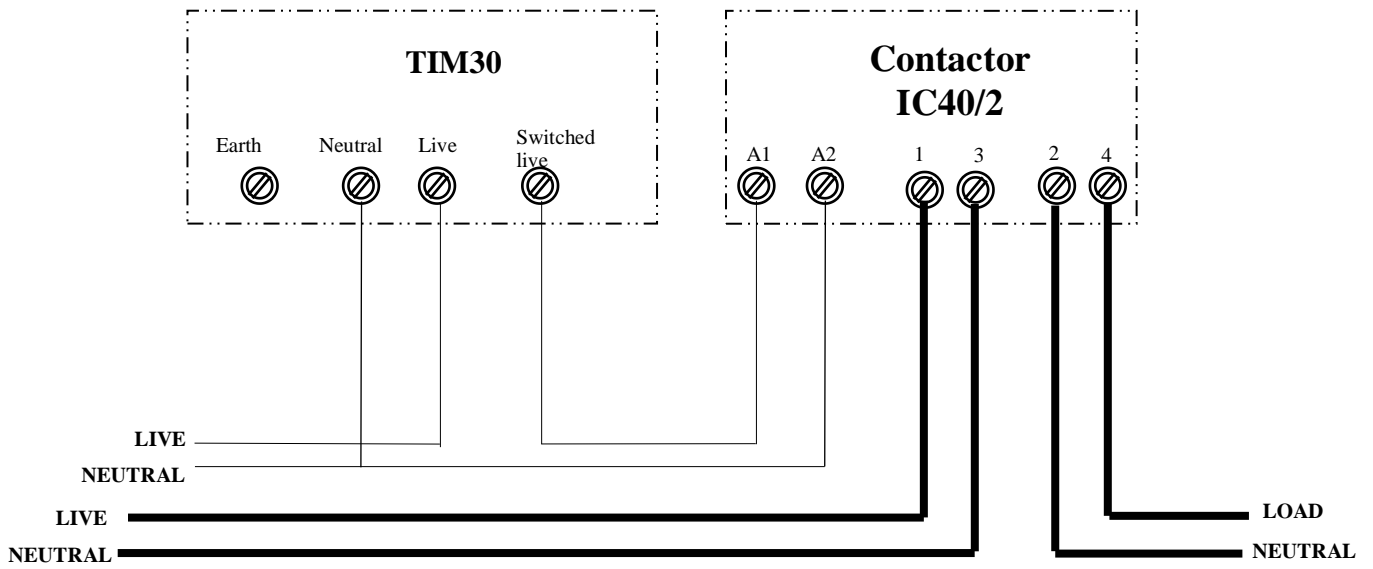 TIM30
Contactor
IC40/2
Earth
Neutral
Live
Switched
live
A1
A2
1
3
2
4
LIVE
NEUTRAL
LIVE
NEUTRAL
LOAD
NEUTRAL